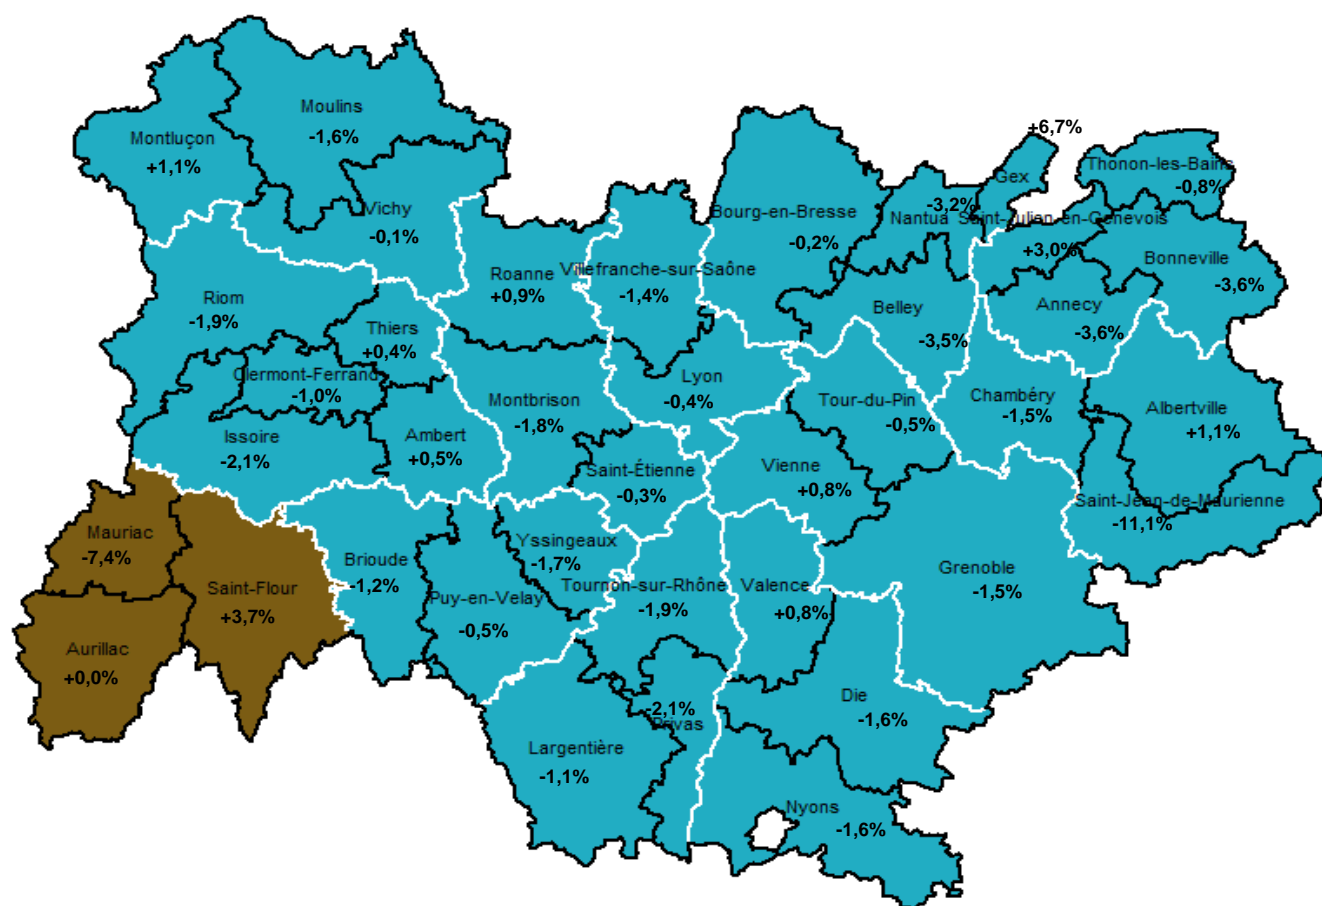 Moulins
-1,6%
Montluçon
+1,1%
Vichy
-0,1%
+6,7%
Gex
Thonon-les-Bains
-0,8%
Bourg-en-Bresse
-0,2%
-3,2%
Nantua
Saint-Julien-en-Genevois
+3,0%
Bonneville
-3,6%
Roanne
+0,9%
Villefranche-sur-Saône
-1,4%
Riom
-1,9%
Thiers
+0,4%
Belley
-3,5%
Annecy
-3,6%
Clermont-Ferrand
-1,0%
Lyon
-0,4%
Montbrison
-1,8%
Tour-du-Pin
-0,5%
Chambéry
-1,5%
Albertville
+1,1%
Issoire
-2,1%
Ambert
+0,5%
Saint-Étienne
-0,3%
Vienne
+0,8%
Saint-Jean-de-Maurienne
-11,1%
Mauriac
-7,4%
Saint-Flour
+3,7%
Brioude
-1,2%
Yssingeaux
-1,7%
Puy-en-Velay
-0,5%
Tournon-sur-Rhône
-1,9%
Valence
+0,8%
Grenoble
-1,5%
Aurillac
+0,0%
Die
-1,6%
-2,1%
Privas
Largentière
-1,1%
Nyons
-1,6%